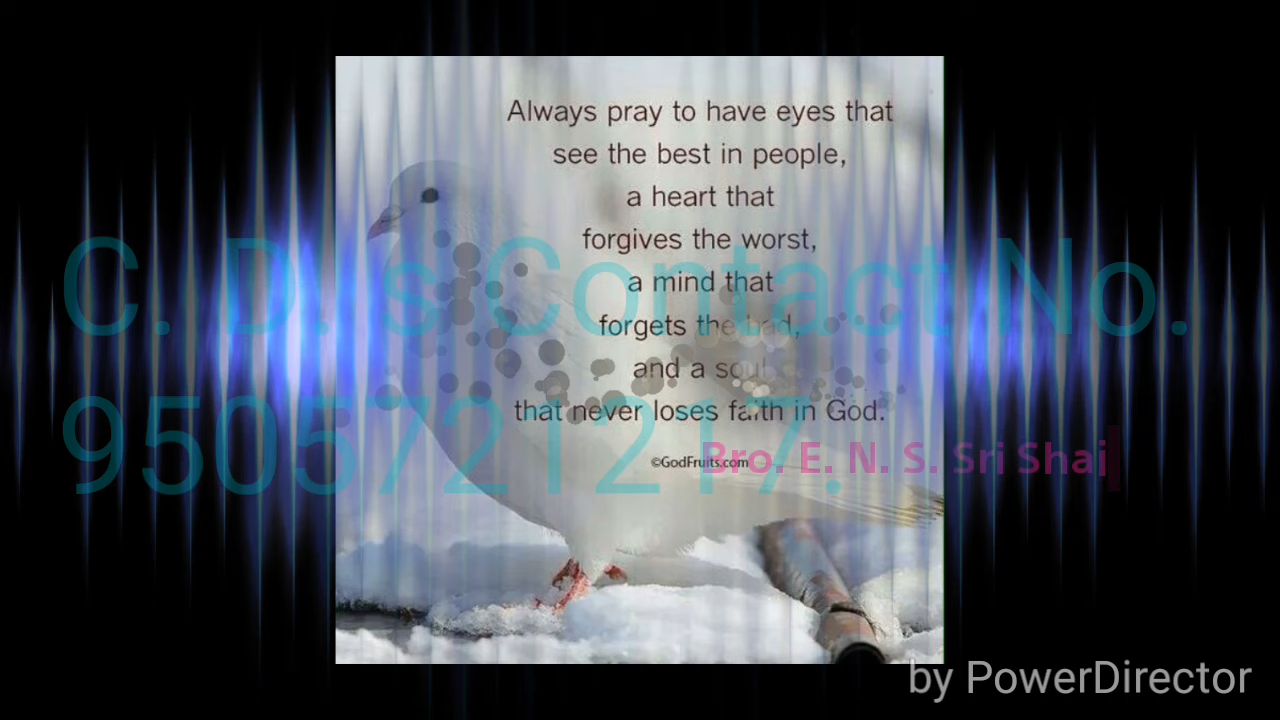 Always pray to have eyes that
see the best in people,
a heart that
forgives the worst,
a mind that
forgets the bad,
and a soul
that never loses faith in God.
©GodFruits.com
C. D.'s Contact No.
9505721217.
Bro. E. N. S. Sri Shai
by PowerDirector